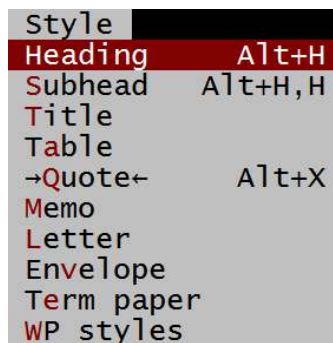 Style
Heading Alt+H
Subhead Alt+H,H
Title
Table
→Quote← Alt+X
Memo
Letter
Envelope
Term paper
WP styles